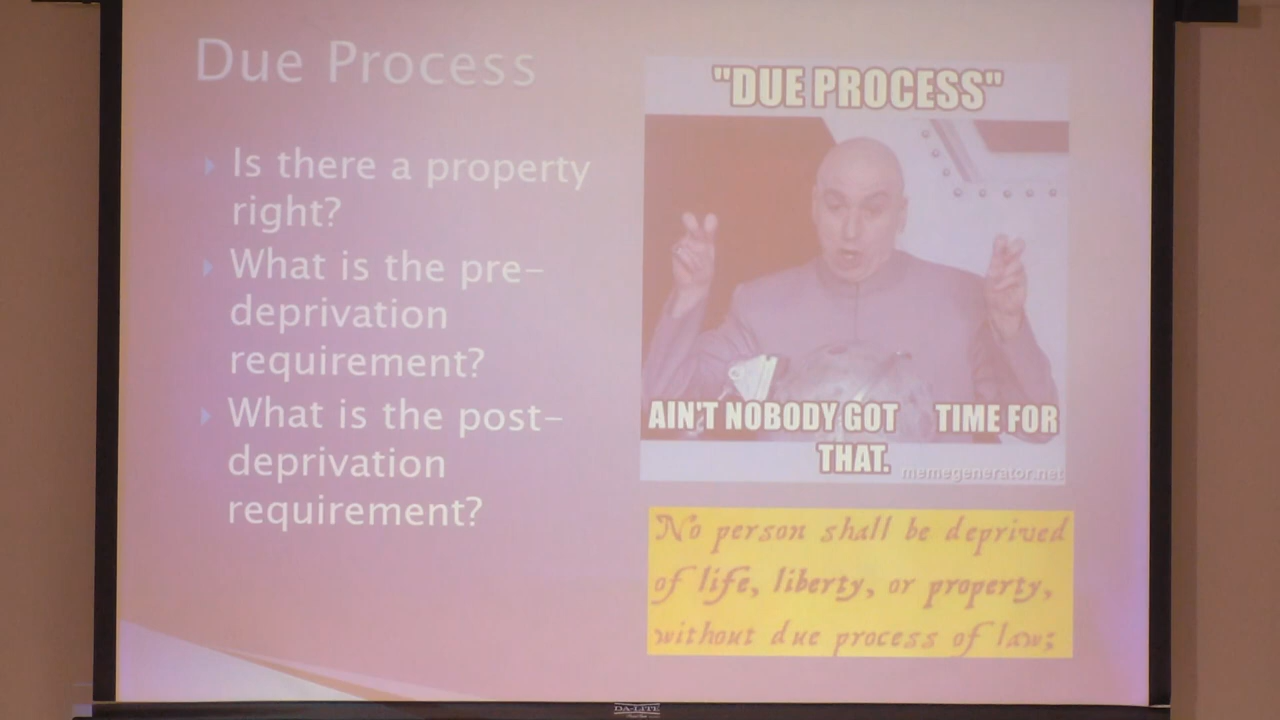 Due Process
Is there a property
right?
What is the pre-
deprivation
requirement?
What is the post-
deprivation
requirement?
"DUE PROCESS"
AIN'T NOBODY GOT TIME FOR
THAT.
memegenerator.net
No person shall be deprived
of life, liberty, or property,
without due process of law;
DA-LITE